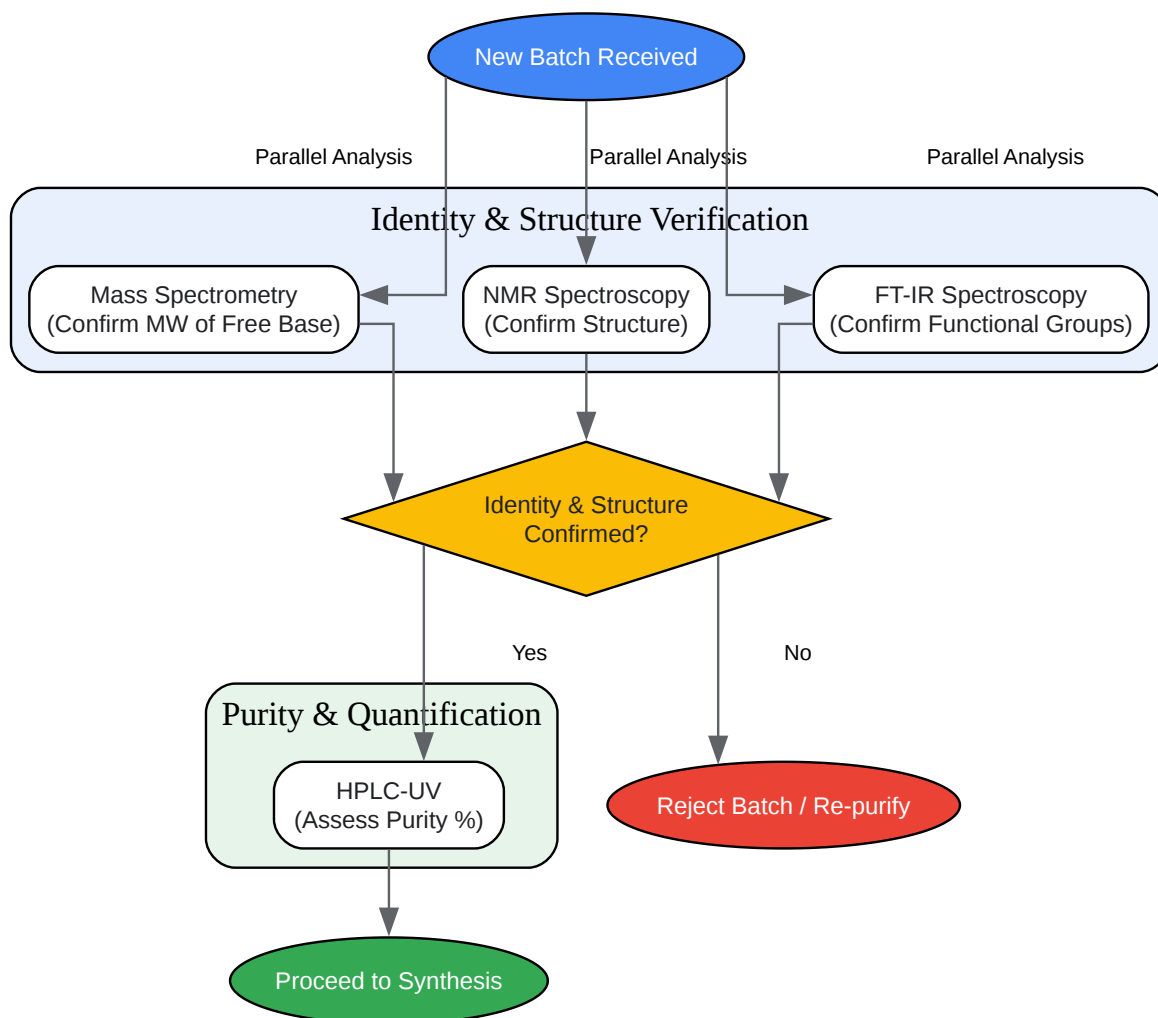 New Batch Received
Parallel Analysis
Parallel Analysis
Parallel Analysis
Identity & Structure Verification
Mass Spectrometry
(Confirm MW of Free Base)
NMR Spectroscopy
(Confirm Structure)
FT-IR Spectroscopy
(Confirm Functional Groups)
Identity & Structure
Confirmed?
Yes
No
Purity & Quantification
HPLC-UV
(Assess Purity %)
Reject Batch / Re-purify
Proceed to Synthesis